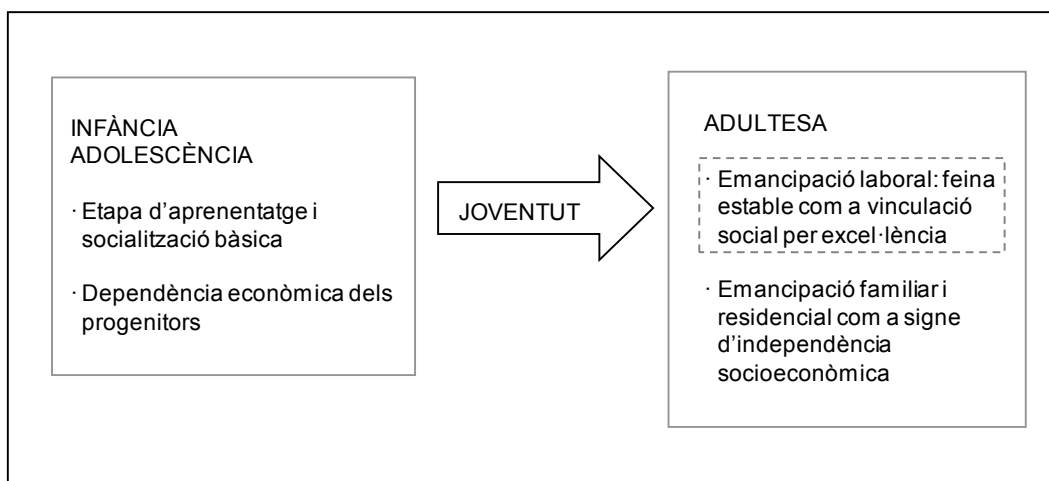 INFÀNCIA
ADOLESCÈNCIA
· Etapa d'aprenentatge i
socialització bàsica
· Dependència econòmica dels
progenitors
JOVENTUT
ADULTESA
· Emancipació laboral: feina
estable com a vinculació
social per excel·lència
· Emancipació familiar i
residencial com a signe
d'independència
socioeconòmica